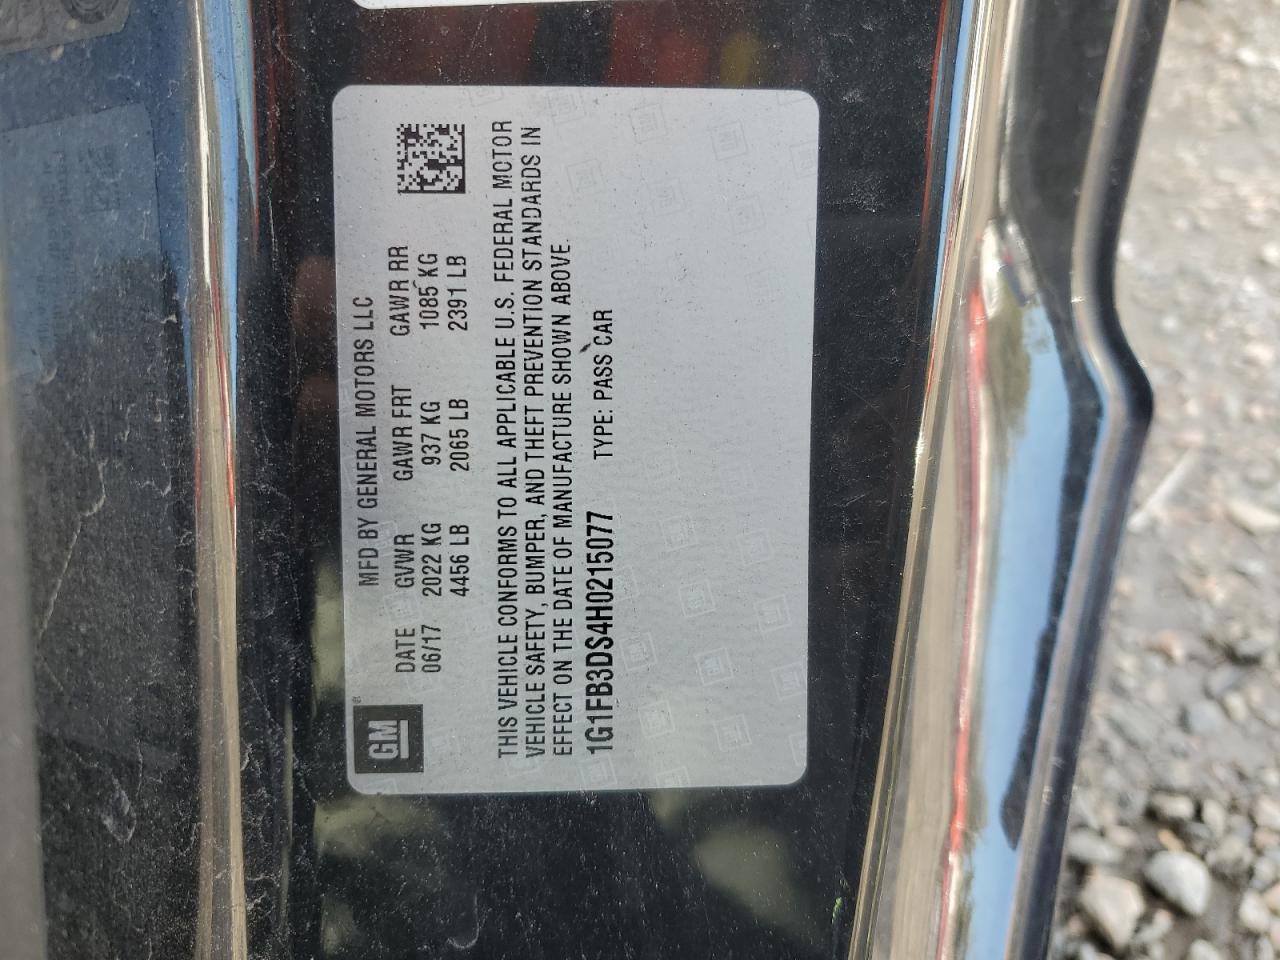 MFD BY GENERAL MOTORS LLC
GM®
DATE GVWR GAWR FRT GAWR RR
06/17 2022 KG 937 KG 1085 KG
4456 LB 2065 LB 2391 LB
THIS VEHICLE CONFORMS TO ALL APPLICABLE U.S. FEDERAL MOTOR
VEHICLE SAFETY, BUMPER, AND THEFT PREVENTION STANDARDS IN
EFFECT ON THE DATE OF MANUFACTURE SHOWN ABOVE.
1G1FB3DS4H0215077 TYPE: PASS CAR